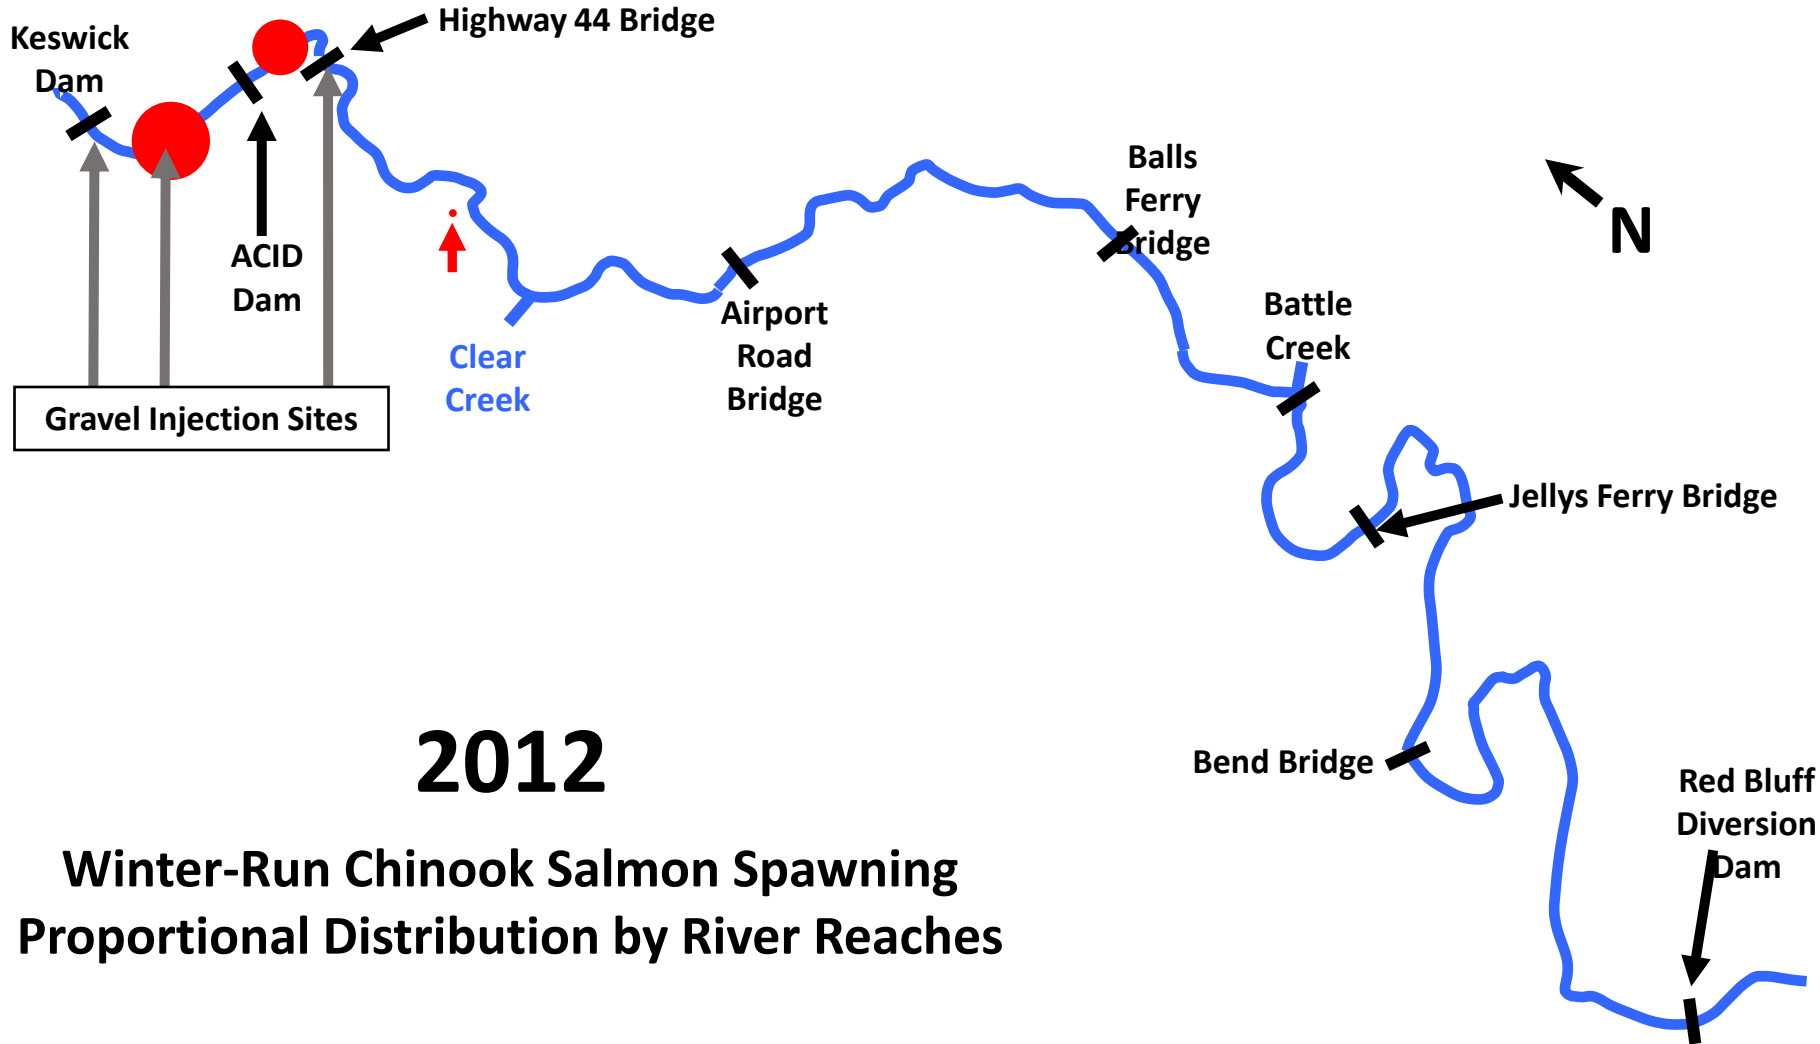 Keswick
Dam
Highway 44 Bridge
ACID
Dam
Gravel Injection Sites
Clear
Creek
Airport
Road
Bridge
Balls
Ferry
Bridge
N
Battle
Creek
Jellys Ferry Bridge
Bend Bridge
Red Bluff
Diversion
Dam
2012
Winter-Run Chinook Salmon Spawning
Proportional Distribution by River Reaches